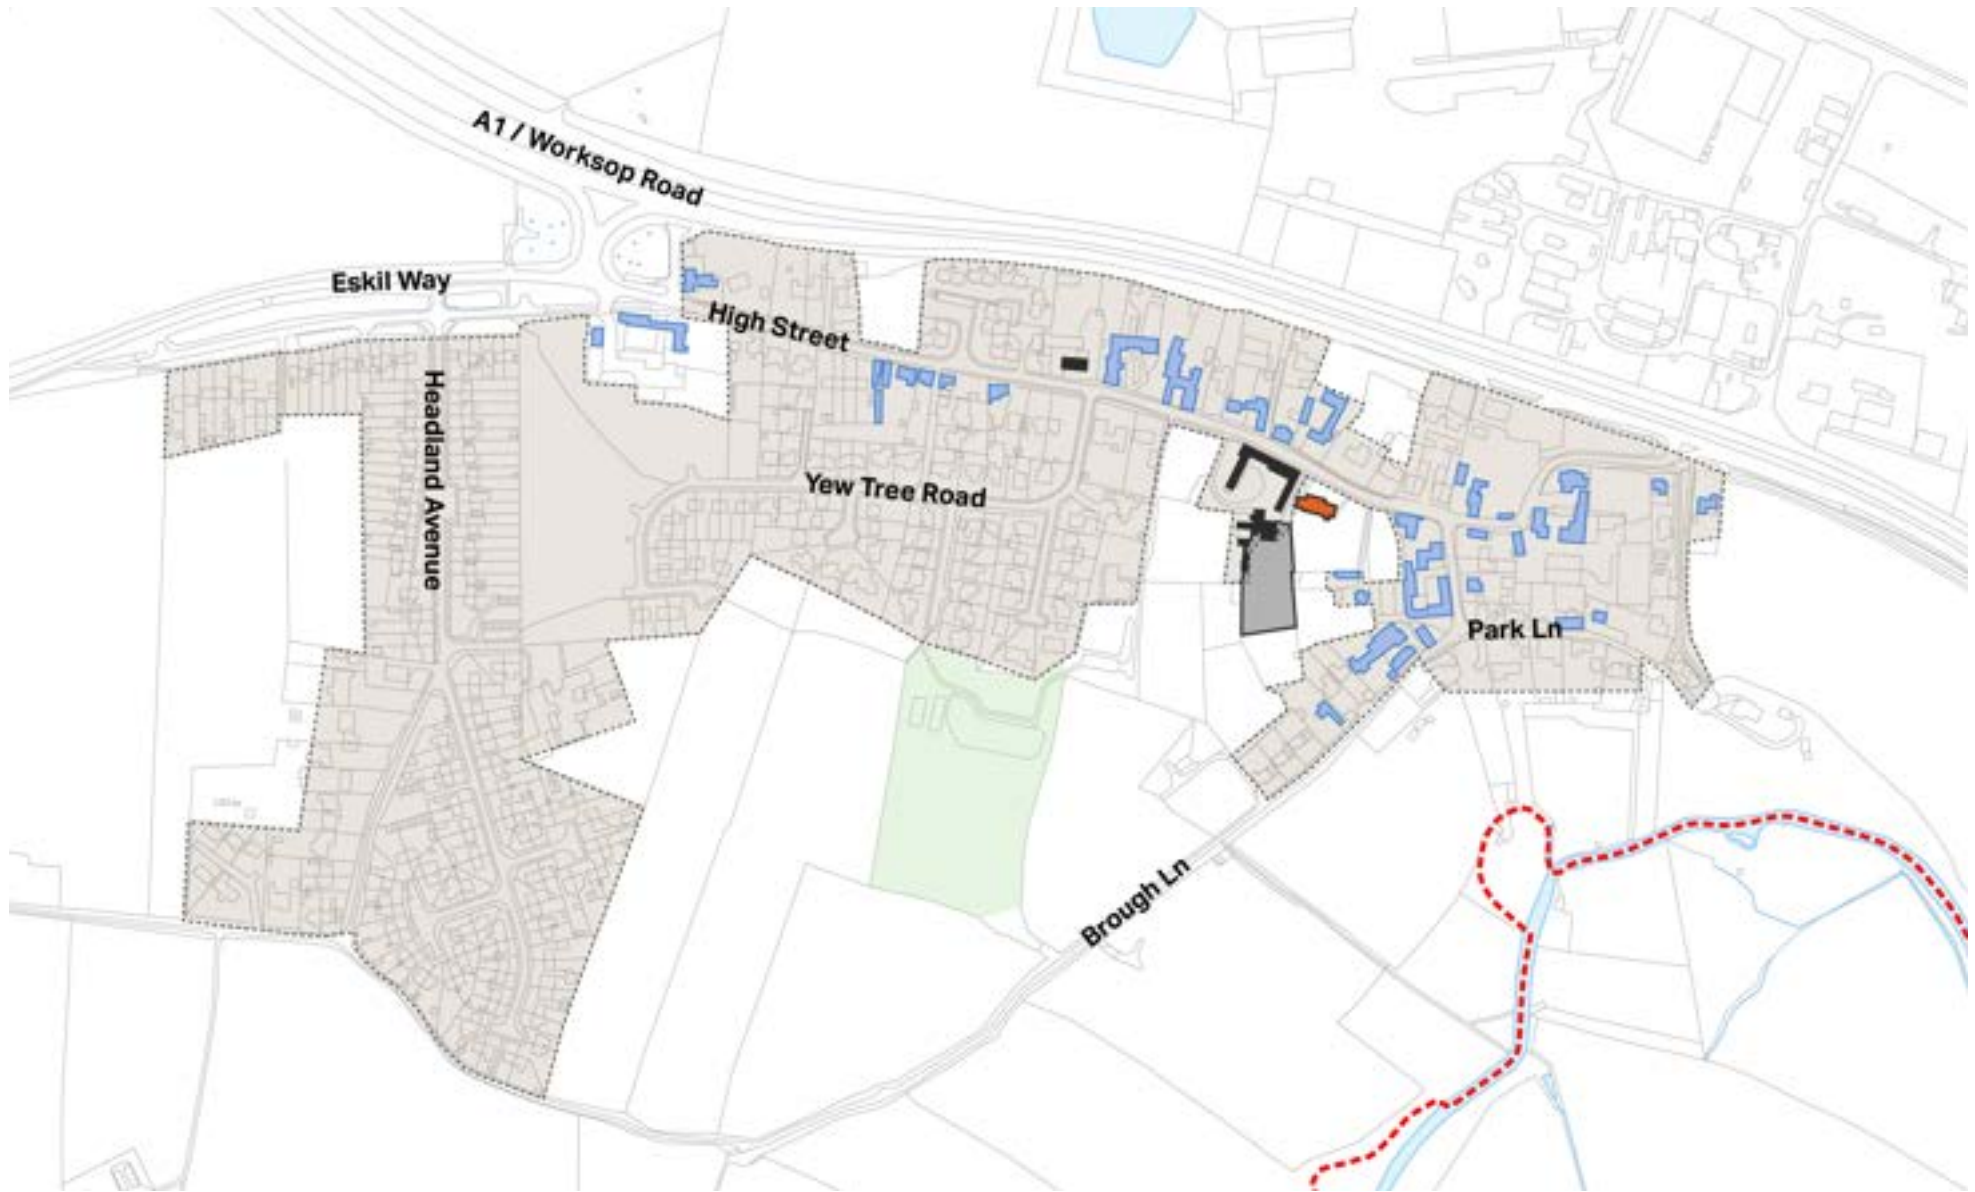 A1 / Worksop Road
Eskil Way
High Street
Headland Avenue
Yew Tree Road
Park Ln
Brough Ln